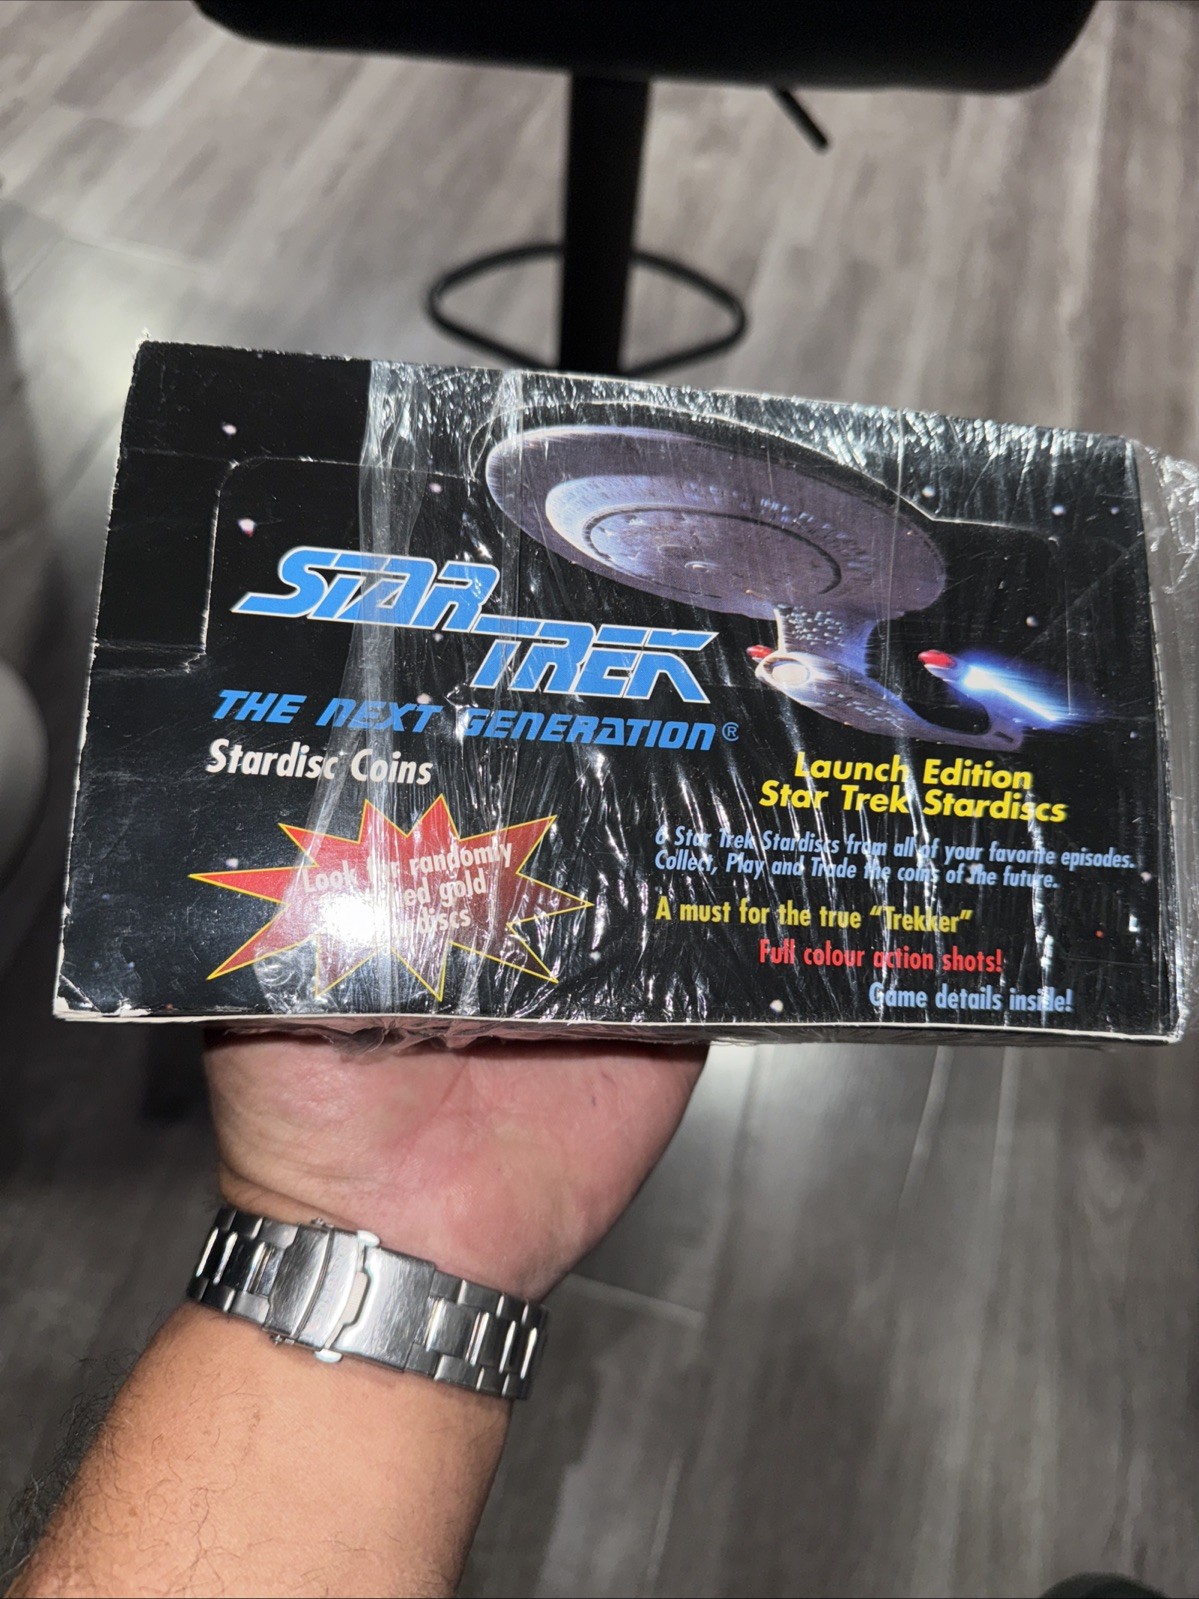 STAR
TREK
THE NEXT GENERATION®
Stardisc Coins
Look for randomly
gold
Launch Edition
Star Trek Stardiscs
6 Star Trek Stardiscs from all of your favorite episodes.
Collect, Play and Trade the coins of the future.
A must for the true "Trekker"
Full colour action shots!
Game details inside!